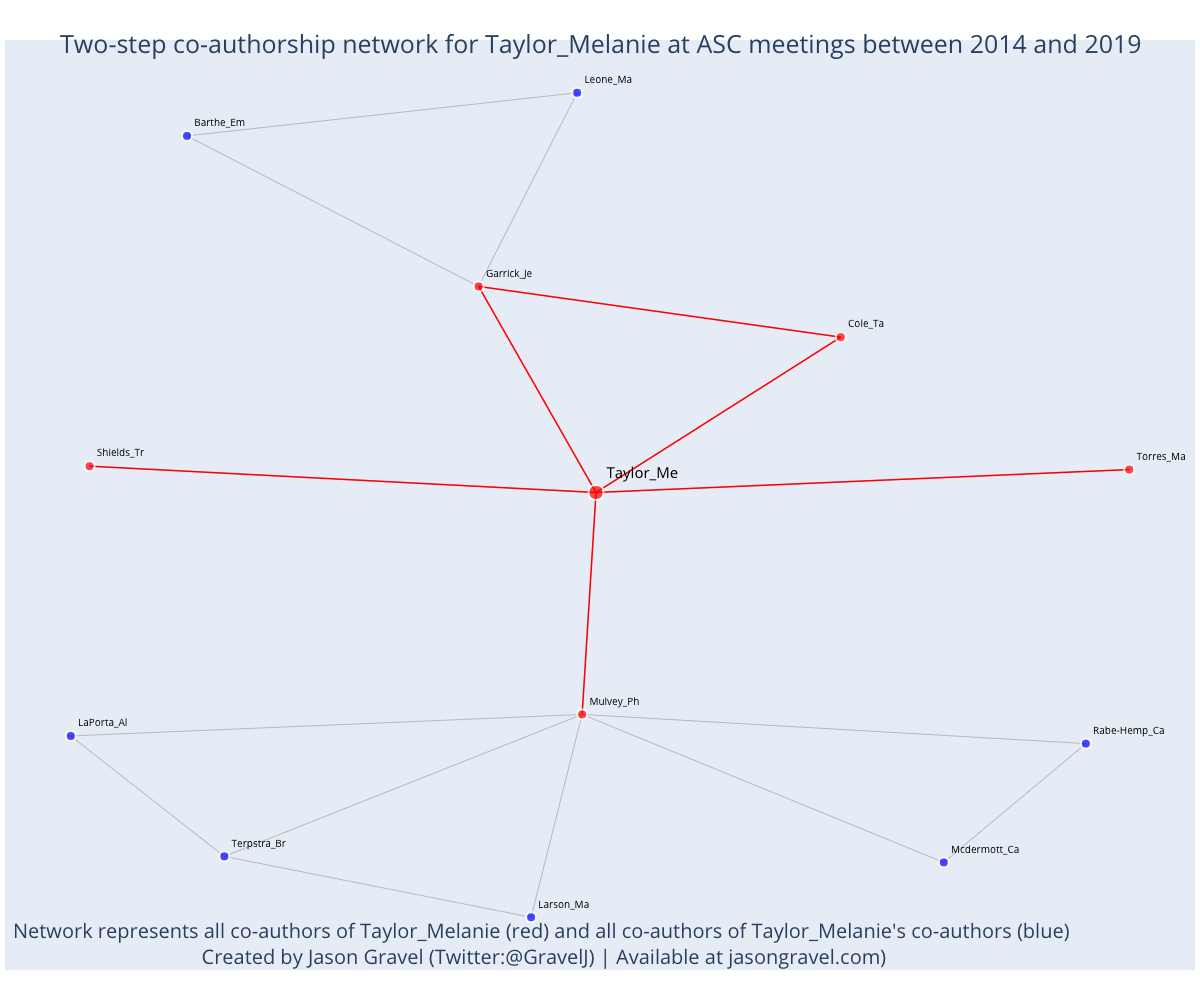 Two-step co-authorship network for Taylor_Melanie at ASC meetings between 2014 and 2019
Leone_Ma
Barthe_Em
Garrick_Je
Cole_Ta
Shields_Tr
Torres_Ma
Taylor_Me
Mulvey_Ph
LaPorta_Al
Rabe-Hemp_Ca
Terpstra_Br
Mcdermott_Ca
Larson_Ma
Network represents all co-authors of Taylor_Melanie (red) and all co-authors of Taylor_Melanie's co-authors (blue)
Created by Jason Gravel (Twitter:@GravelJ) | Available at jasongravel.com)